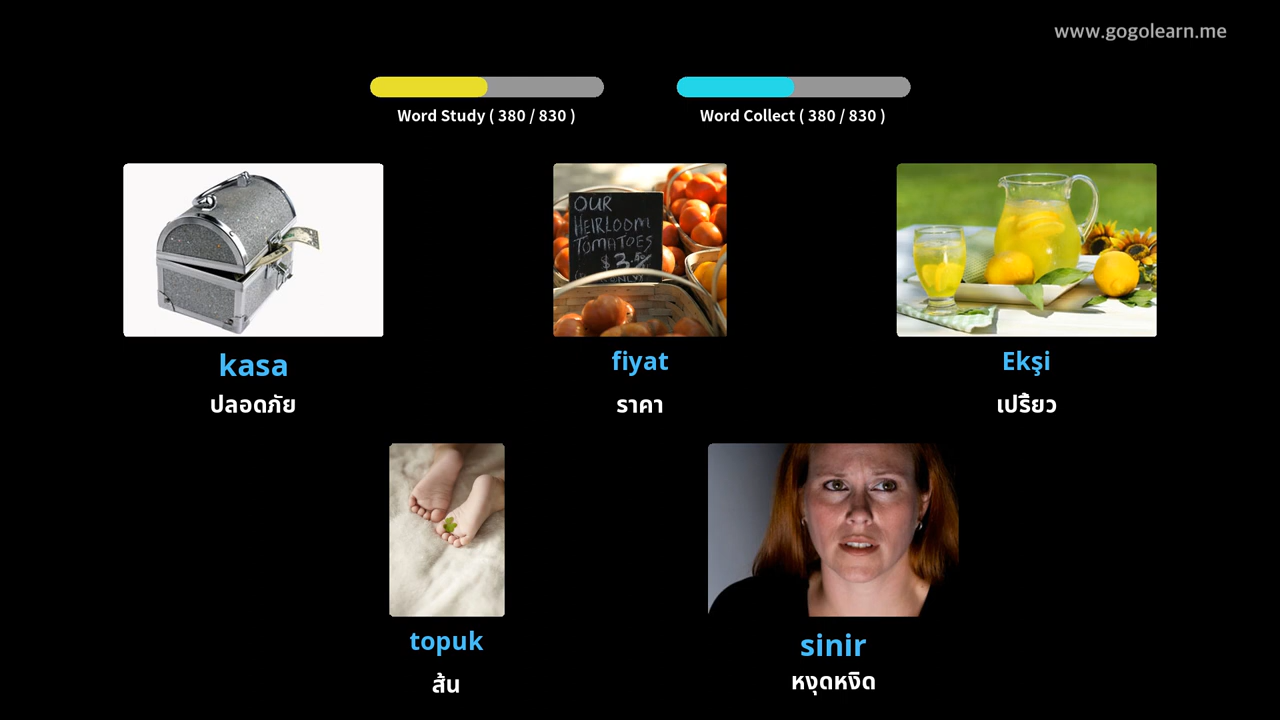 www.gogolearn.me
Word Study ( 380 / 830 )
Word Collect ( 380 / 830 )
OUR
HEIRLOOM
TOMATOES
kasa
fiyat
Ekşi
ปลอดภัย
ราคา
เปรี้ยว
topuk
sinir
ส้น
หงุดหงิด